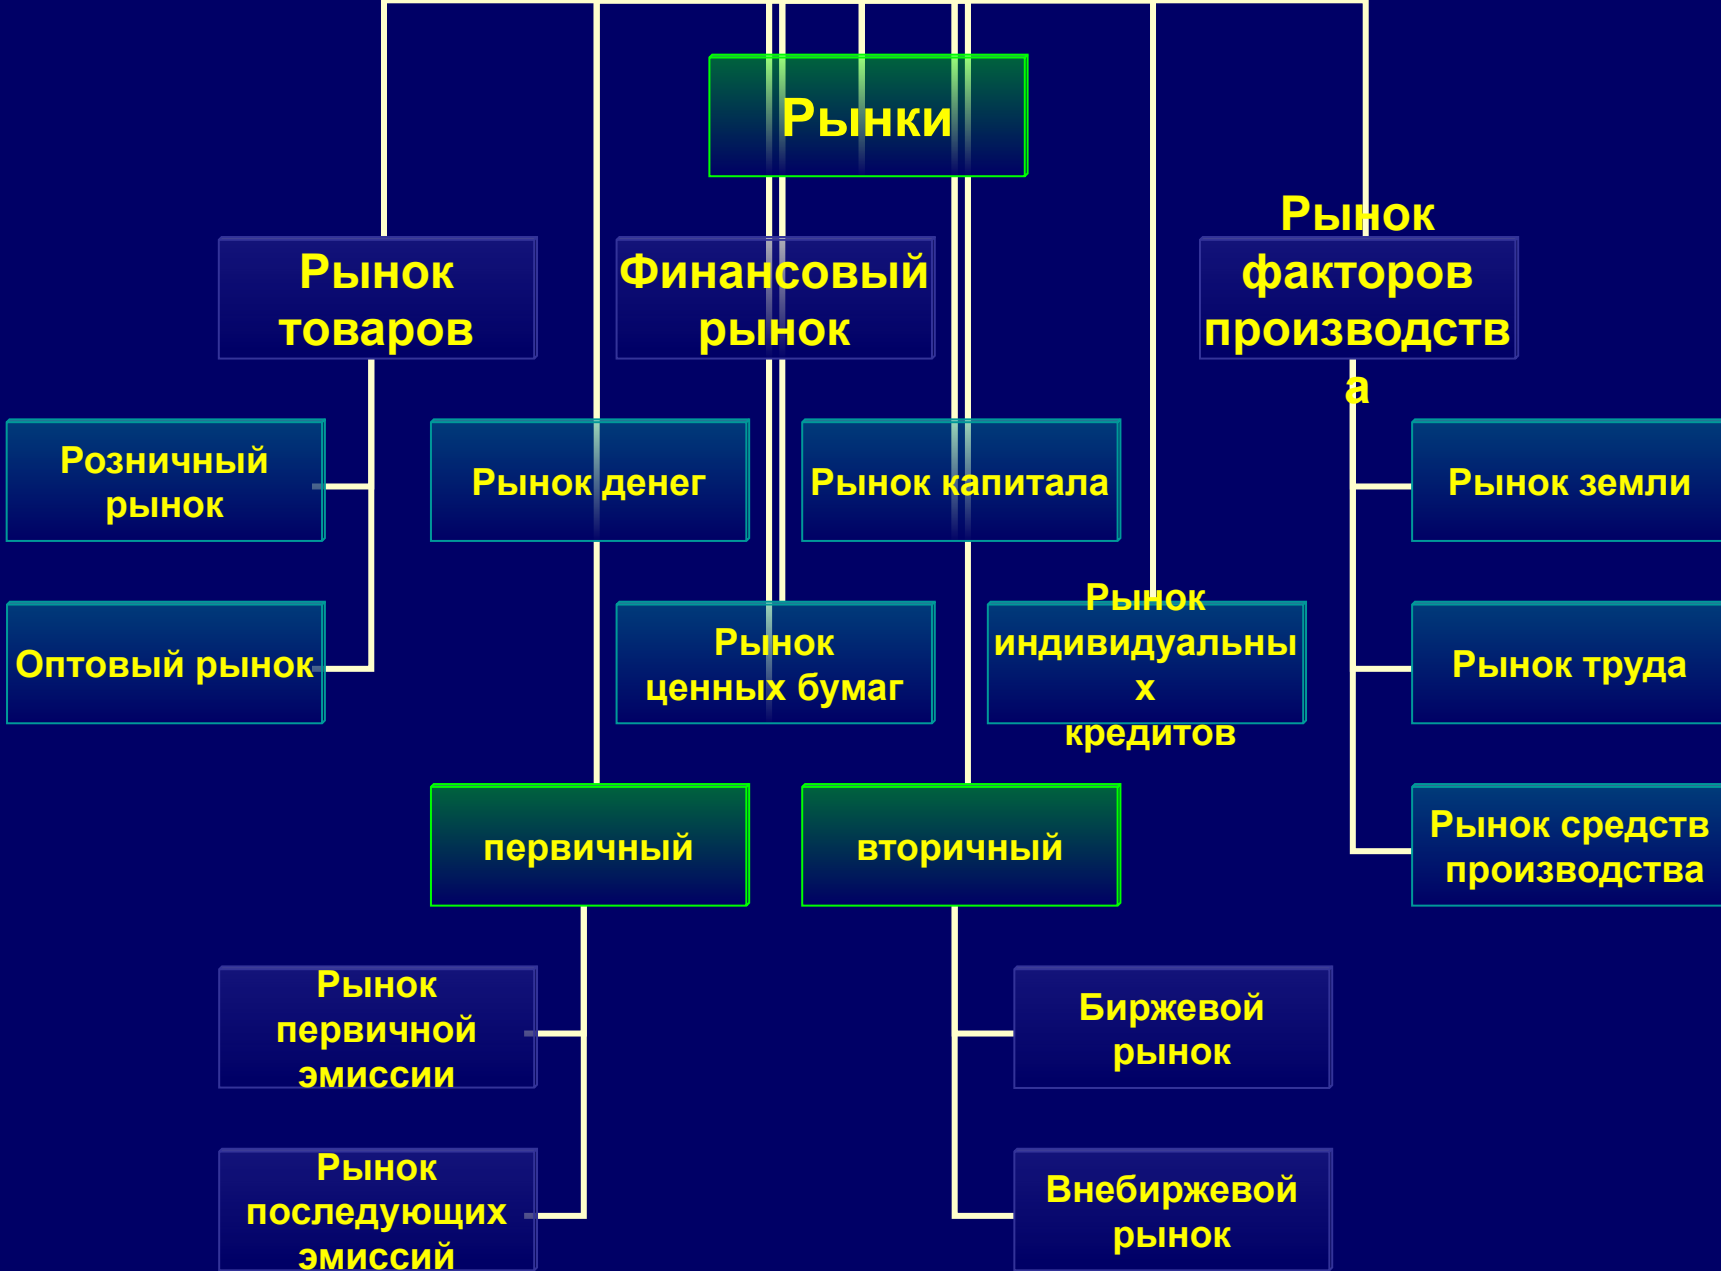 Рынки
Рынок
товаров
Финансовый
рынок
Рынок
факторов
производств
а
Розничный
рынок
Рынок денег
Рынок капитала
Рынок земли
Оптовый рынок
Рынок
ценных бумаг
Рынок
индивидуальны
х
кредитов
Рынок труда
первичный
вторичный
Рынок средств
производства
Рынок
первичной
эмиссии
Биржевой
рынок
Рынок
последующих
эмиссий
Внебиржевой
рынок